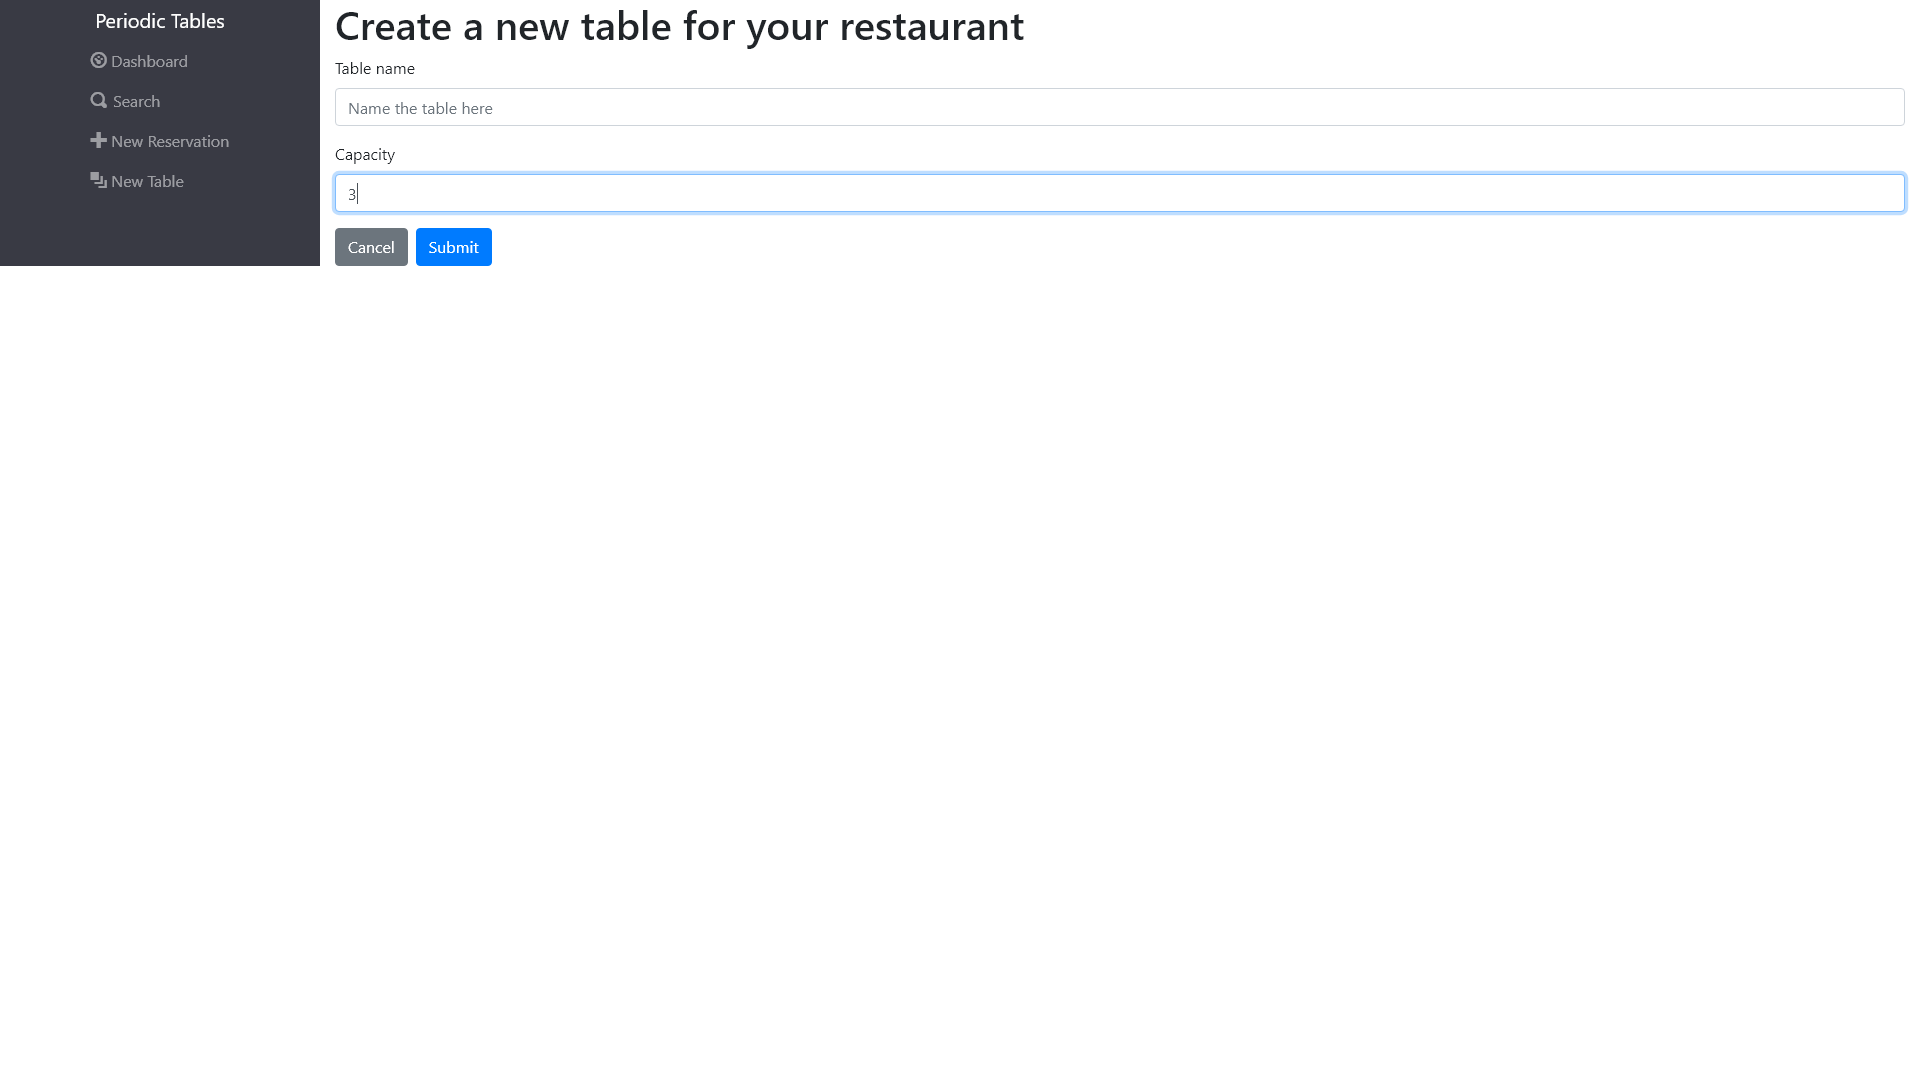 Periodic Tables
Dashboard
Search
New Reservation
New Table
Create a new table for your restaurant
Table name
Name the table here
Capacity
3
Cancel
Submit